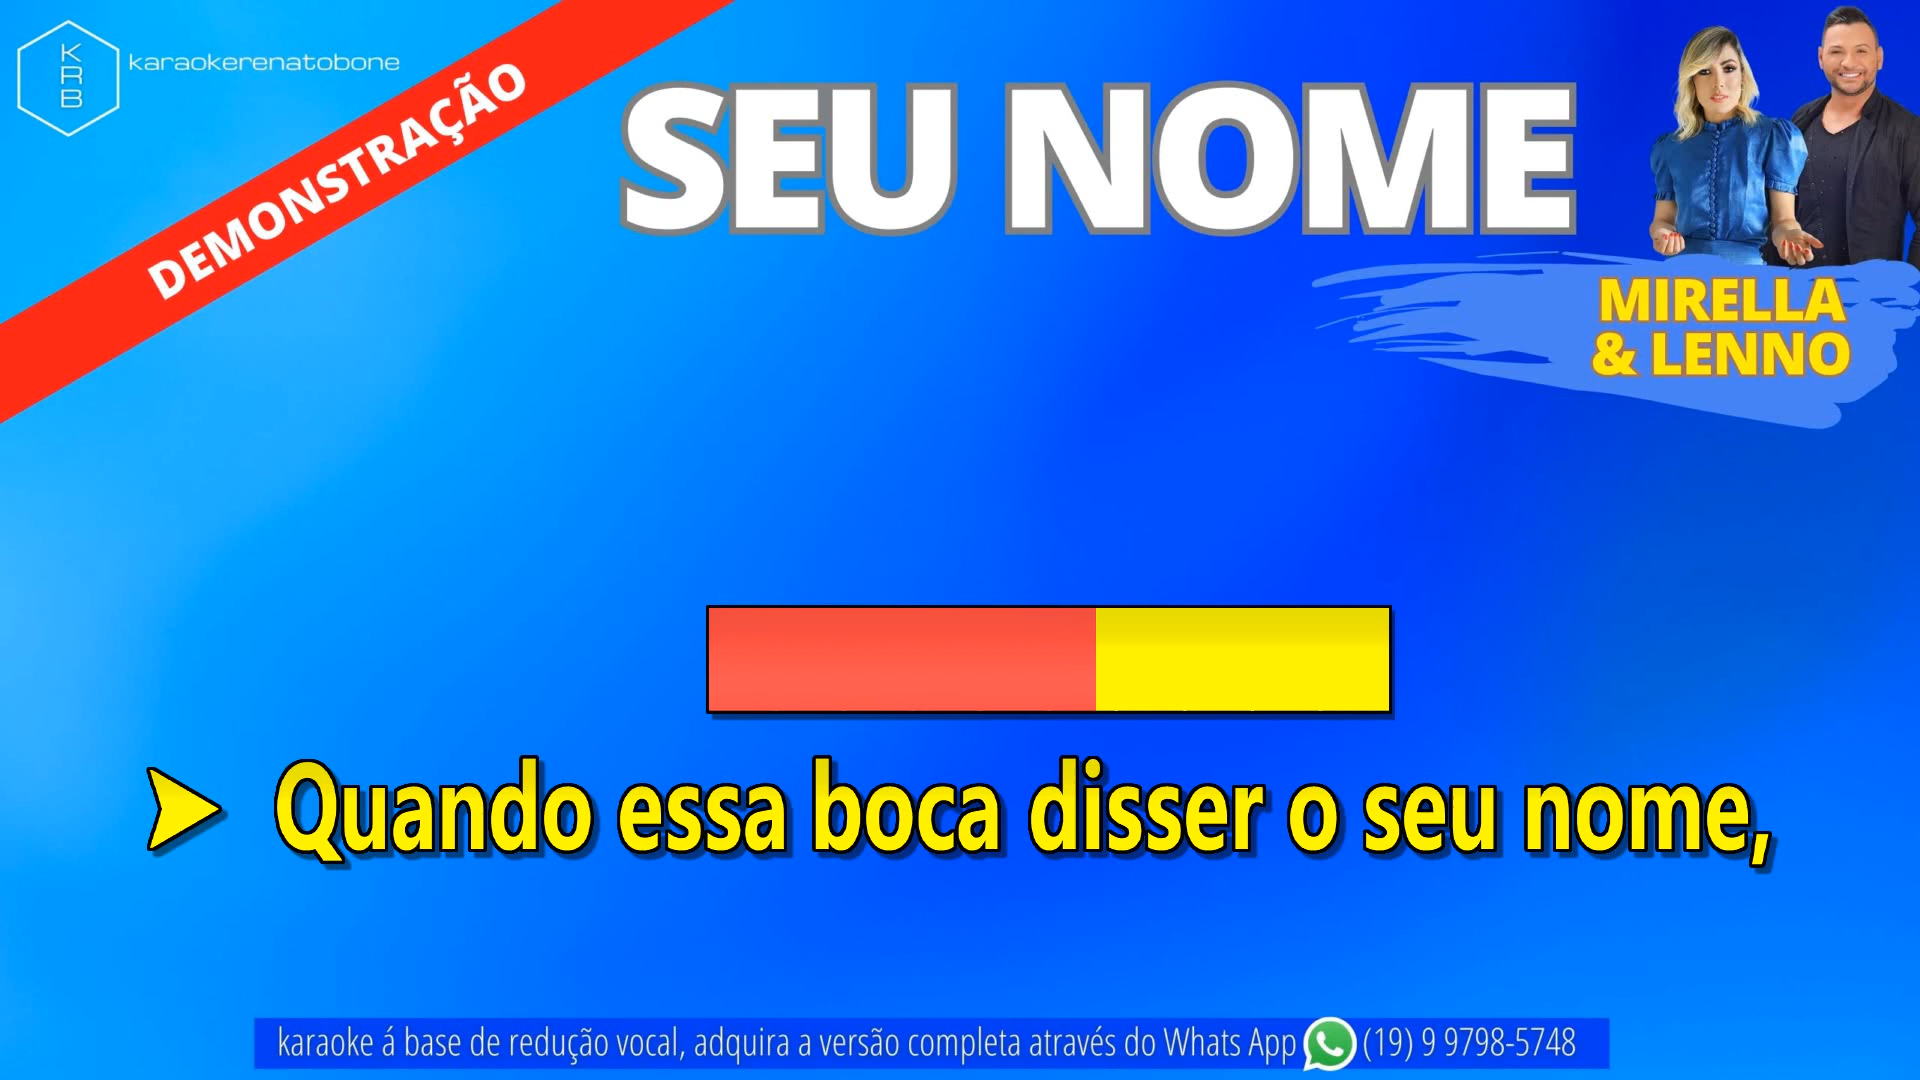 KRB
karaokerenatobone
DEMONSTRAÇÃO
SEU NOME
MIRELLA
& LENNO
Quando essa boca disser o seu nome,
karaoke á base de redução vocal, adquira a versão completa através do Whats App (19) 9 9798-5748